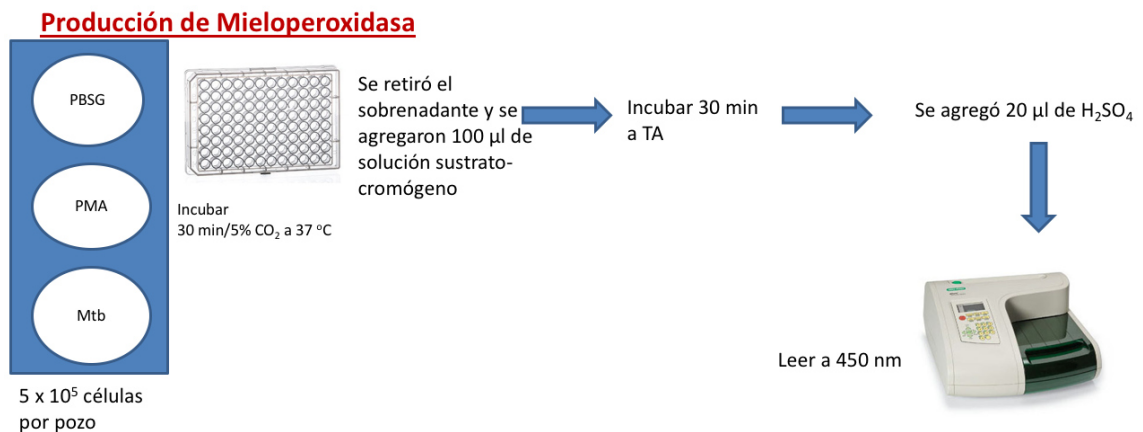 Producción de Mieloperoxidasa
PBSG
PMA
Mtb
5 x 10⁵ células
por pozo
Incubar
30 min/5% CO₂ a 37 °C
Se retiró el
sobrenadante y se
agregaron 100 µl de
solución sustrato-
cromógeno
Incubar 30 min
a TA
Se agregó 20 µl de H₂SO₄
Leer a 450 nm